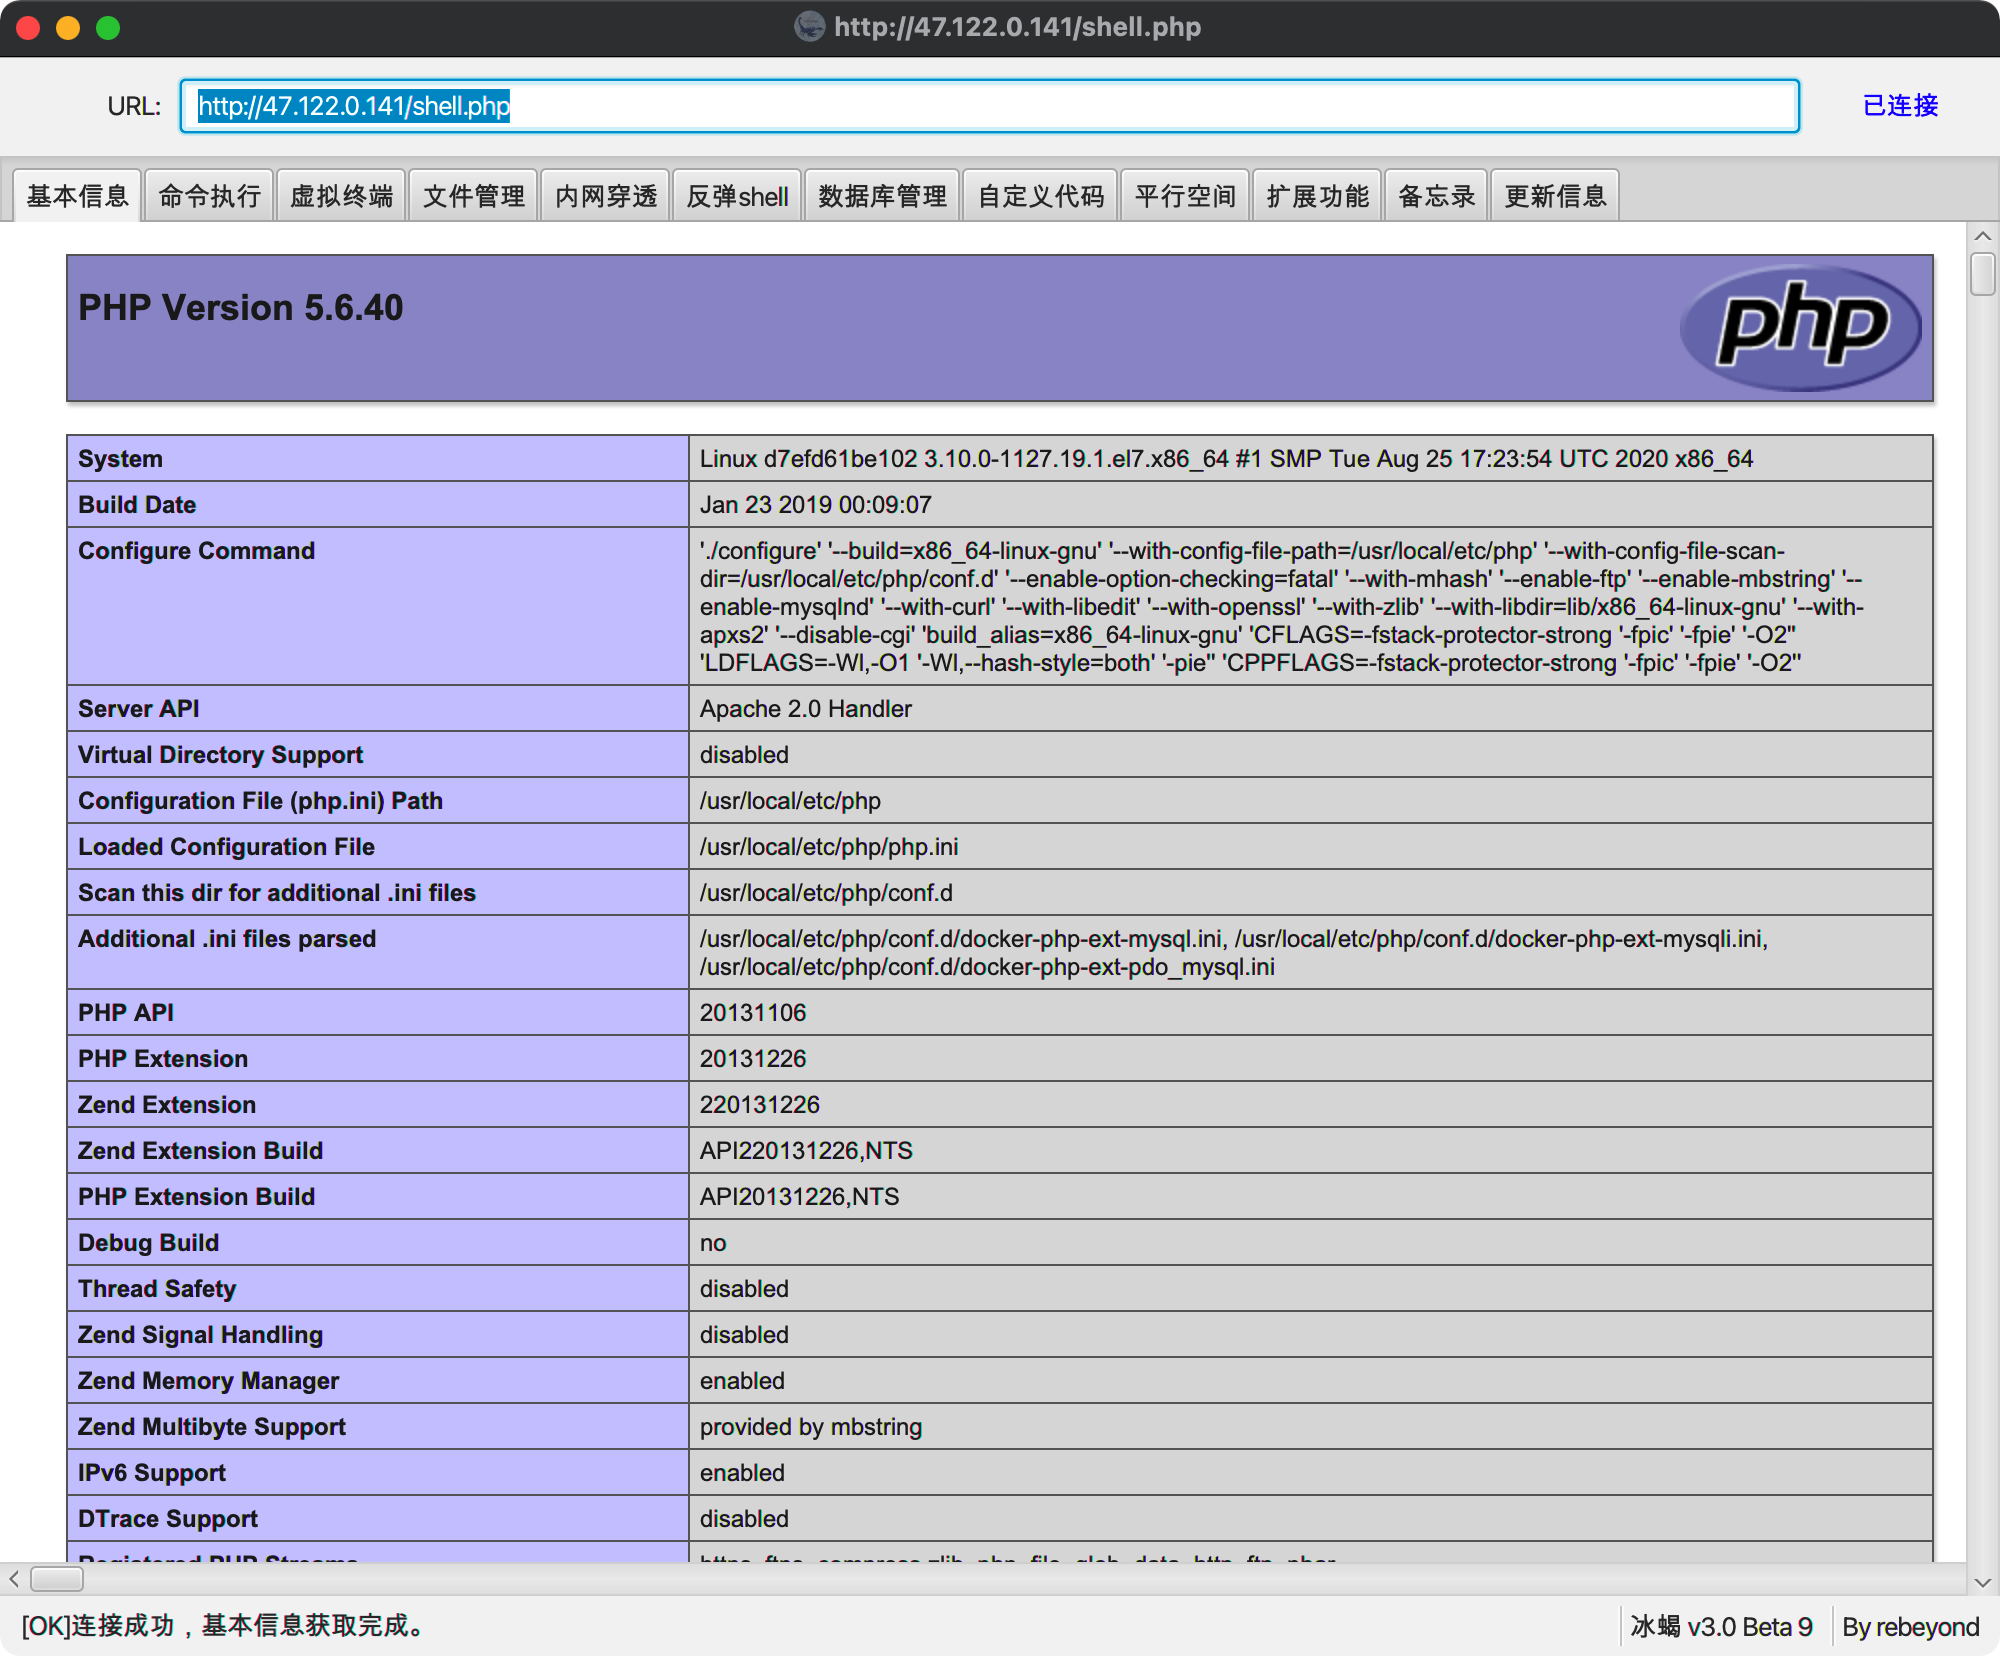 http://47.122.0.141/shell.php
URL: http://47.122.0.141/shell.php 已连接
基本信息 命令执行 虚拟终端 文件管理 内网穿透 反弹shell 数据库管理 自定义代码 平行空间 扩展功能 备忘录 更新信息
PHP Version 5.6.40
php
System Linux d7efd61be102 3.10.0-1127.19.1.el7.x86_64 #1 SMP Tue Aug 25 17:23:54 UTC 2020 x86_64
Build Date Jan 23 2019 00:09:07
Configure Command './configure' '--build=x86_64-linux-gnu' '--with-config-file-path=/usr/local/etc/php' '--with-config-file-scan-
dir=/usr/local/etc/php/conf.d' '--enable-option-checking=fatal' '--with-mhash' '--enable-ftp' '--enable-mbstring' '--
enable-mysqlnd' '--with-curl' '--with-libedit' '--with-openssl' '--with-zlib' '--with-libdir=lib/x86_64-linux-gnu' '--with-
apxs2' '--disable-cgi' 'build_alias=x86_64-linux-gnu' 'CFLAGS=-fstack-protector-strong '-fpic' '-fpie' '-O2''
'LDFLAGS=-Wl,-O1 '-Wl,--hash-style=both' '-pie'' 'CPPFLAGS=-fstack-protector-strong '-fpic' '-fpie' '-O2''
Server API Apache 2.0 Handler
Virtual Directory Support disabled
Configuration File (php.ini) Path /usr/local/etc/php
Loaded Configuration File /usr/local/etc/php/php.ini
Scan this dir for additional .ini files /usr/local/etc/php/conf.d
Additional .ini files parsed /usr/local/etc/php/conf.d/docker-php-ext-mysql.ini, /usr/local/etc/php/conf.d/docker-php-ext-mysqli.ini,
/usr/local/etc/php/conf.d/docker-php-ext-pdo_mysql.ini
PHP API 20131106
PHP Extension 20131226
Zend Extension 220131226
Zend Extension Build API220131226,NTS
PHP Extension Build API20131226,NTS
Debug Build no
Thread Safety disabled
Zend Signal Handling disabled
Zend Memory Manager enabled
Zend Multibyte Support provided by mbstring
IPv6 Support enabled
DTrace Support disabled
Registered PHP Streams https, ftps, compress.zlib, php, file, glob, data, http, ftp, phar
[OK]连接成功，基本信息获取完成。 冰蝎 v3.0 Beta 9 By rebeyond